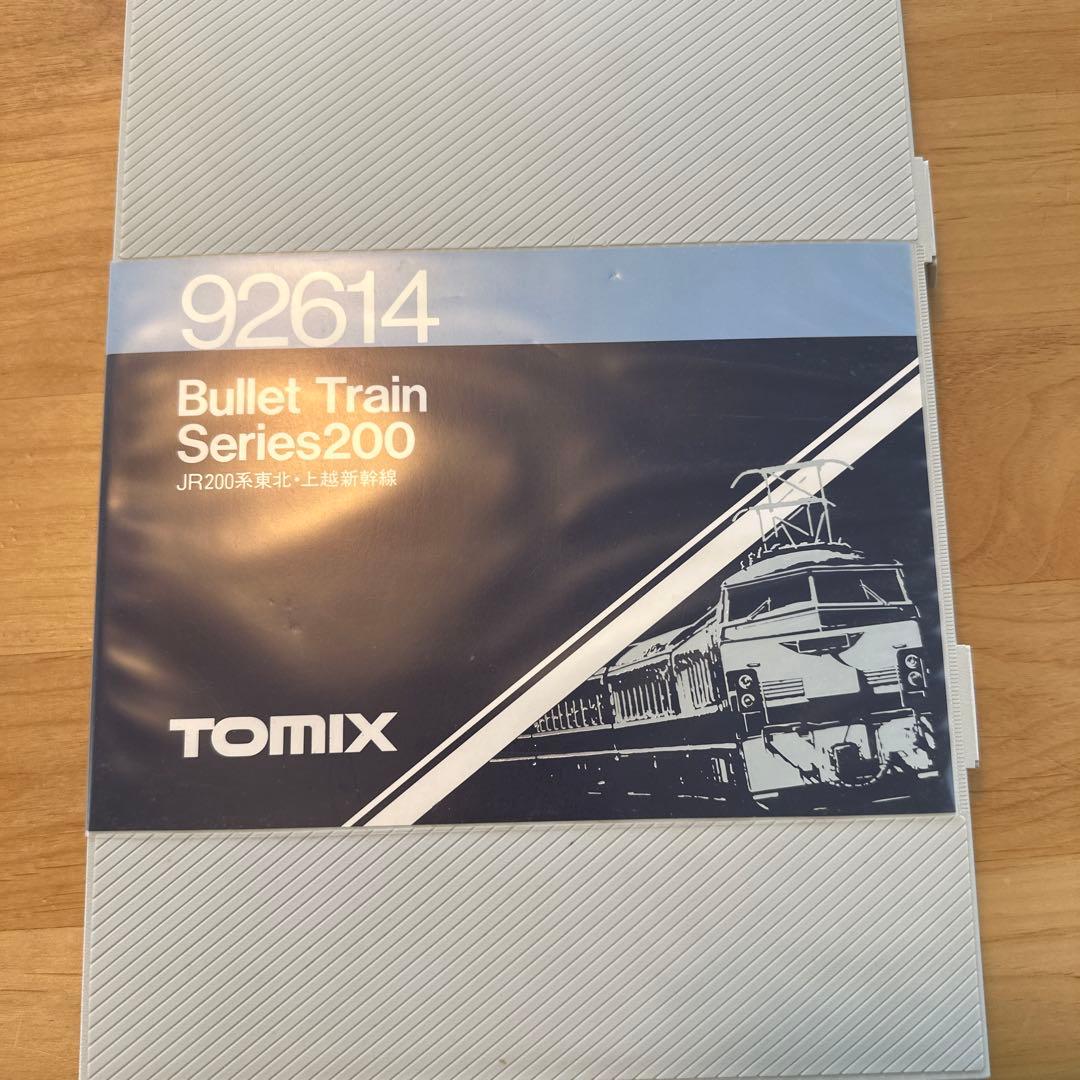 92614
Bullet Train
Series200
JR200系東北・上越新幹線
TOMIX